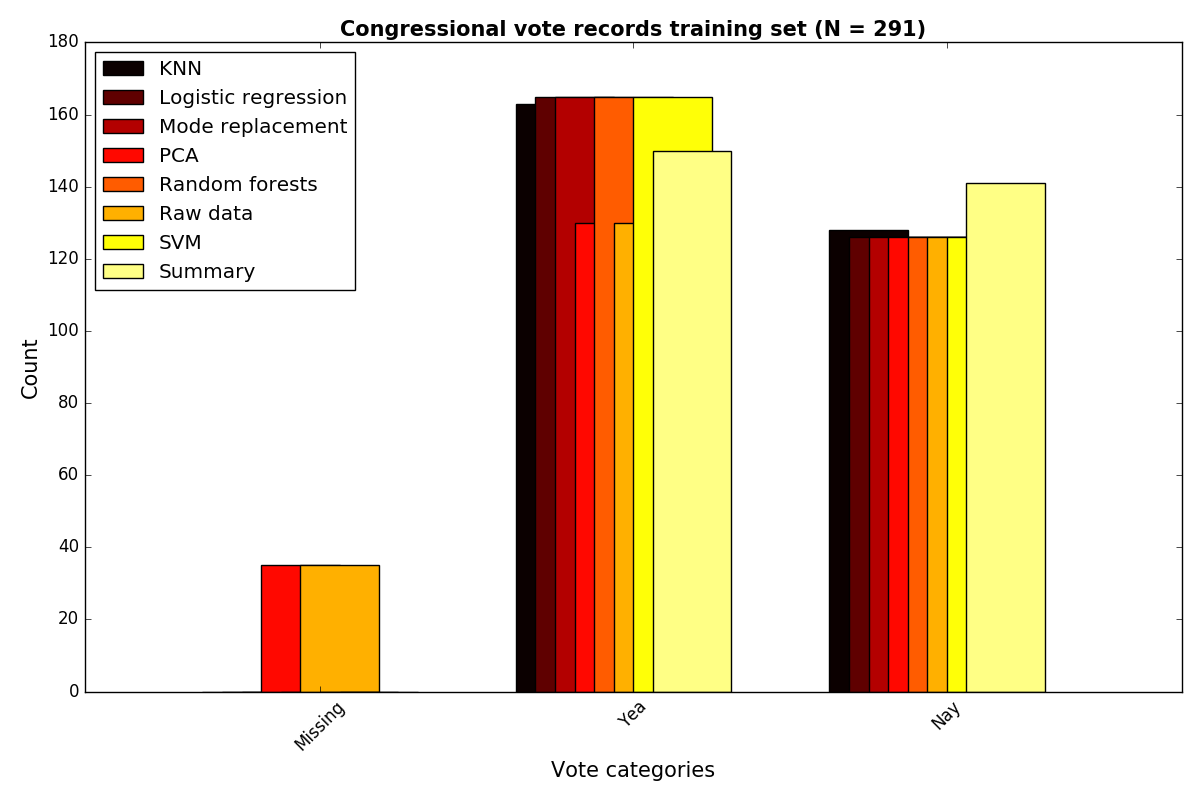 Congressional vote records training set (N = 291)
KNN
Logistic regression
Mode replacement
PCA
Random forests
Raw data
SVM
Summary
180
160
140
120
100
80
60
40
20
0
Count
Missing
Yea
Nay
Vote categories